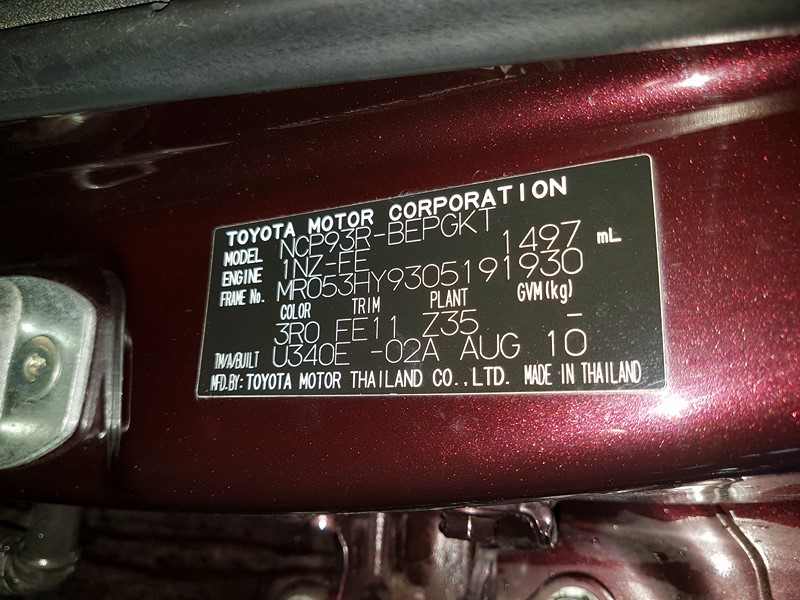 TOYOTA MOTOR CORPORATION
MODEL NCP93R-BEPGKT
ENGINE 1NZ-FE 1497 mL
FRAME No. MR053HY9305191930
COLOR TRIM PLANT GVM(kg)
3R0 FE11 Z35 -
T/M/A/BUILT U340E -02A AUG 10
MFD.BY: TOYOTA MOTOR THAILAND CO.,LTD. MADE IN THAILAND